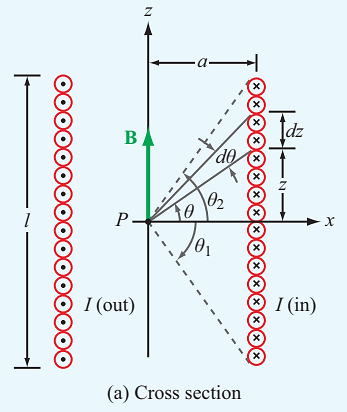 z
a
B
dθ
dz
z
θ₂
θ
P
x
θ₁
l
I (out)
I (in)
(a) Cross section